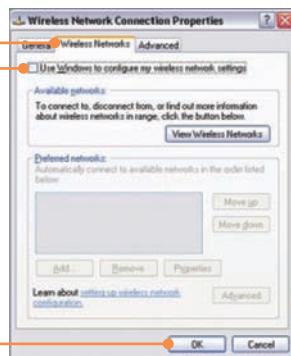 Wireless Network Connection Properties
General Wireless Networks Advanced
Use Windows to configure my wireless network settings
Available networks:
To connect to, disconnect from, or find out more information
about wireless networks in range, click the button below.
View Wireless Networks
Preferred networks:
Automatically connect to available networks in the order listed
below:
Move up
Move down
Add... Remove Properties
Learn about setting up wireless network
configuration.
Advanced
OK Cancel